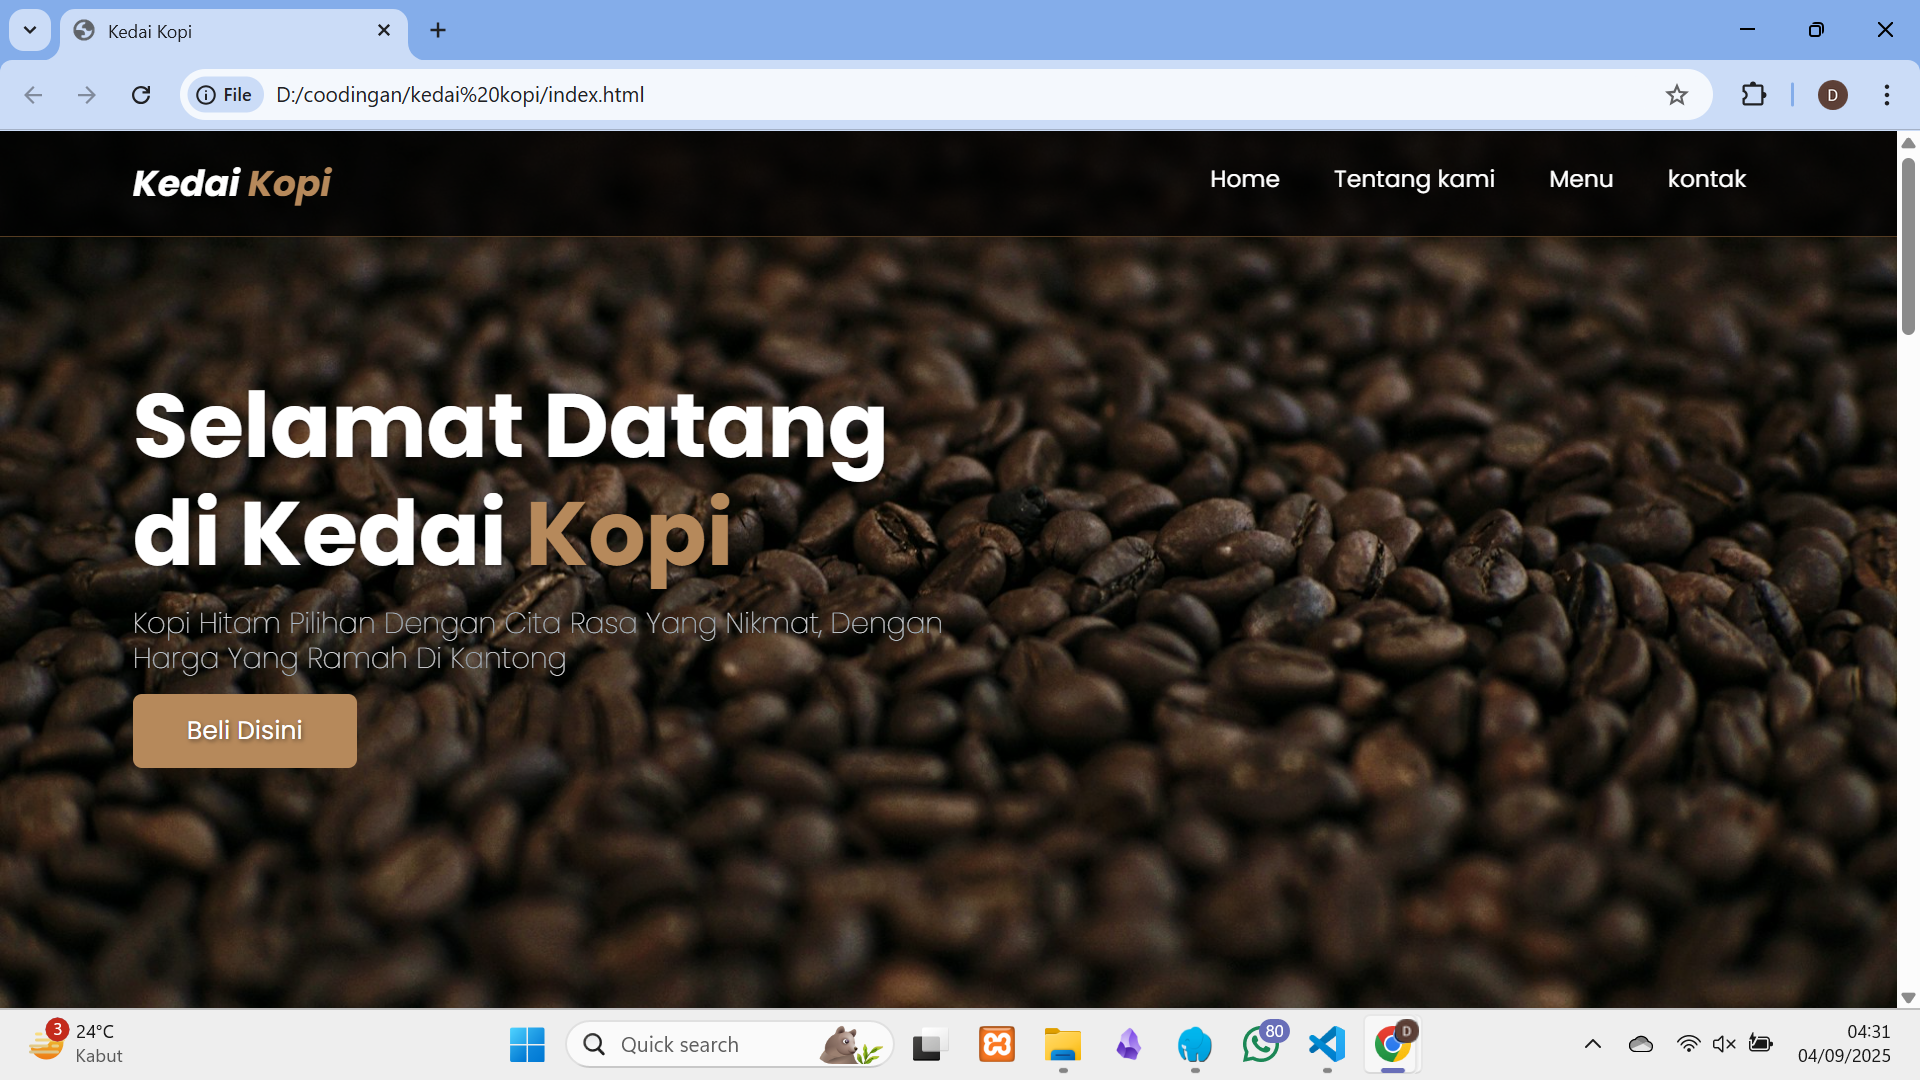 Kedai Kopi
File
D:/coodingan/kedai%20kopi/index.html
D
Kedai Kopi
Home
Tentang kami
Menu
kontak
Selamat Datang
di Kedai Kopi
Kopi Hitam Pilihan Dengan Cita Rasa Yang Nikmat, Dengan
Harga Yang Ramah Di Kantong
Beli Disini
3
24°C
Kabut
Quick search
80
D
04:31
04/09/2025